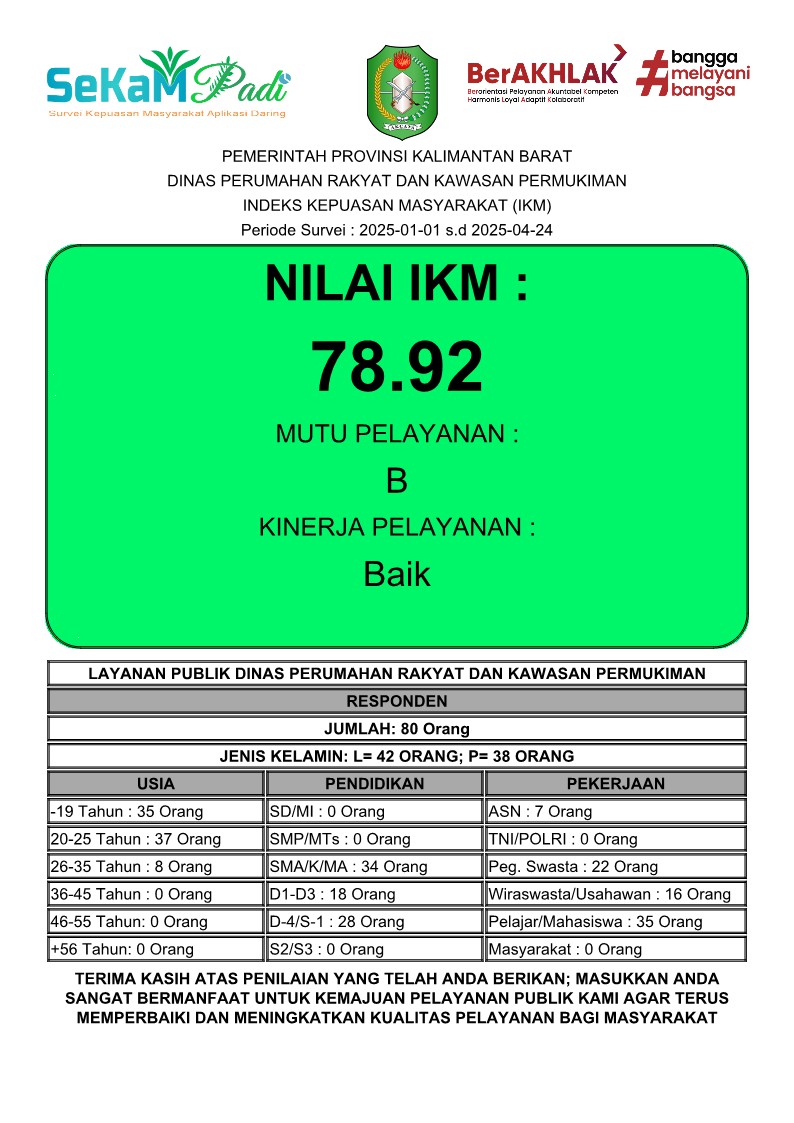 SeKaM Padi
Survei Kepuasan Masyarakat Aplikasi Daring
AKCAYA
BerAKHLAK
Berorientasi Pelayanan Akuntabel Kompeten
Harmonis Loyal Adaptif Kolaboratif
#bangga
melayani
bangsa
PEMERINTAH PROVINSI KALIMANTAN BARAT
DINAS PERUMAHAN RAKYAT DAN KAWASAN PERMUKIMAN
INDEKS KEPUASAN MASYARAKAT (IKM)
Periode Survei : 2025-01-01 s.d 2025-04-24
NILAI IKM :
78.92
MUTU PELAYANAN :
B
KINERJA PELAYANAN :
Baik
LAYANAN PUBLIK DINAS PERUMAHAN RAKYAT DAN KAWASAN PERMUKIMAN
RESPONDEN
JUMLAH: 80 Orang
JENIS KELAMIN: L= 42 ORANG; P= 38 ORANG
USIA PENDIDIKAN PEKERJAAN
-19 Tahun : 35 Orang SD/MI : 0 Orang ASN : 7 Orang
20-25 Tahun : 37 Orang SMP/MTs : 0 Orang TNI/POLRI : 0 Orang
26-35 Tahun : 8 Orang SMA/K/MA : 34 Orang Peg. Swasta : 22 Orang
36-45 Tahun : 0 Orang D1-D3 : 18 Orang Wiraswasta/Usahawan : 16 Orang
46-55 Tahun: 0 Orang D-4/S-1 : 28 Orang Pelajar/Mahasiswa : 35 Orang
+56 Tahun: 0 Orang S2/S3 : 0 Orang Masyarakat : 0 Orang
TERIMA KASIH ATAS PENILAIAN YANG TELAH ANDA BERIKAN; MASUKKAN ANDA
SANGAT BERMANFAAT UNTUK KEMAJUAN PELAYANAN PUBLIK KAMI AGAR TERUS
MEMPERBAIKI DAN MENINGKATKAN KUALITAS PELAYANAN BAGI MASYARAKAT